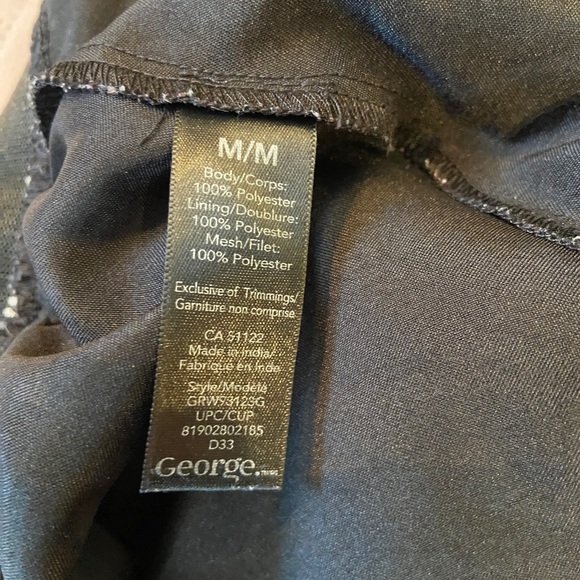 M/M
Body/Corps:
100% Polyester
Lining/Doublure:
100% Polyester
Mesh/Filet:
100% Polyester
Exclusive of Trimmings/
Garniture non comprise
CA 51122
Made in India/
Fabriqué en Inde
Style/Modèle
GRW93123G
UPC/CUP
81902802185
D33
George.